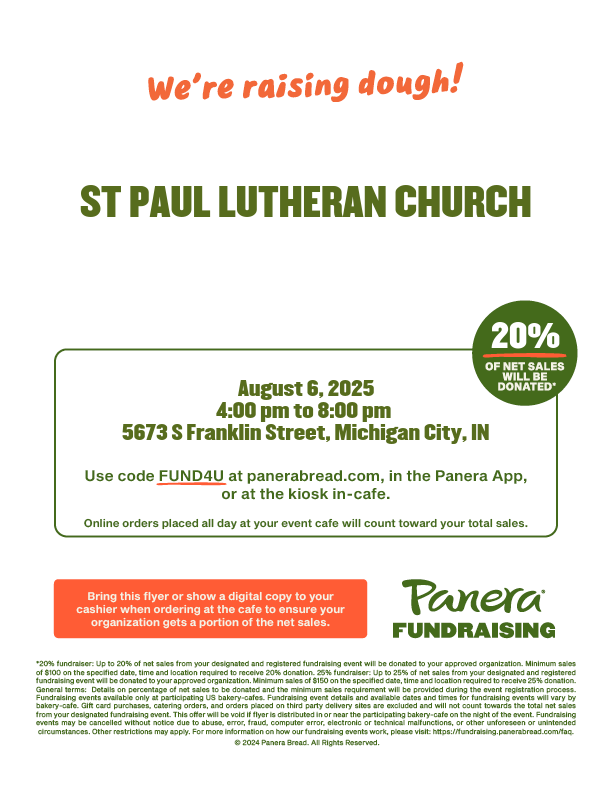 We're raising dough!
ST PAUL LUTHERAN CHURCH
20%
OF NET SALES
WILL BE
DONATED*
August 6, 2025
4:00 pm to 8:00 pm
5673 S Franklin Street, Michigan City, IN
Use code FUND4U at panerabread.com, in the Panera App,
or at the kiosk in-cafe.
Online orders placed all day at your event cafe will count toward your total sales.
Bring this flyer or show a digital copy to your
cashier when ordering at the cafe to ensure your
organization gets a portion of the net sales.
Panera®
FUNDRAISING
*20% fundraiser: Up to 20% of net sales from your designated and registered fundraising event will be donated to your approved organization. Minimum sales
of $100 on the specified date, time and location required to receive 20% donation. 25% fundraiser: Up to 25% of net sales from your designated and registered
fundraising event will be donated to your approved organization. Minimum sales of $150 on the specified date, time and location required to receive 25% donation.
General terms: Details on percentage of net sales to be donated and the minimum sales requirement will be provided during the event registration process.
Fundraising events available only at participating US bakery-cafes. Fundraising event details and available dates and times for fundraising events will vary by
bakery-cafe. Gift card purchases, catering orders, and orders placed on third party delivery sites are excluded and will not count towards the total net sales
from your designated fundraising event. This offer will be void if flyer is distributed in or near the participating bakery-cafe on the night of the event. Fundraising
events may be cancelled without notice due to abuse, error, fraud, computer error, electronic or technical malfunctions, or other unforeseen or unintended
circumstances. Other restrictions may apply. For more information on how our fundraising events work, please visit: https://fundraising.panerabread.com/faq.
© 2024 Panera Bread. All Rights Reserved.